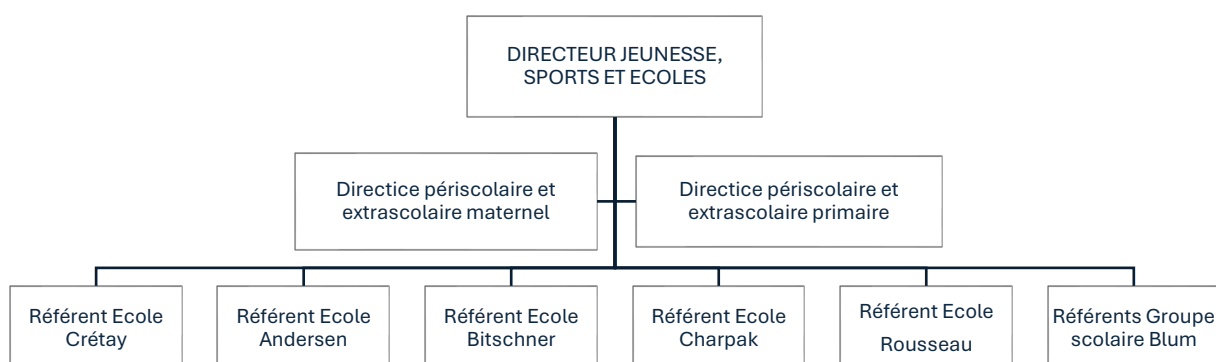 DIRECTEUR JEUNESSE,
SPORTS ET ECOLES
Directice périscolaire et
extrascolaire maternel
Directice périscolaire et
extrascolaire primaire
Référent Ecole
Crétay
Référent Ecole
Andersen
Référent Ecole
Bitschner
Référent Ecole
Charpak
Référent Ecole
Rousseau
Référents Groupe
scolaire Blum